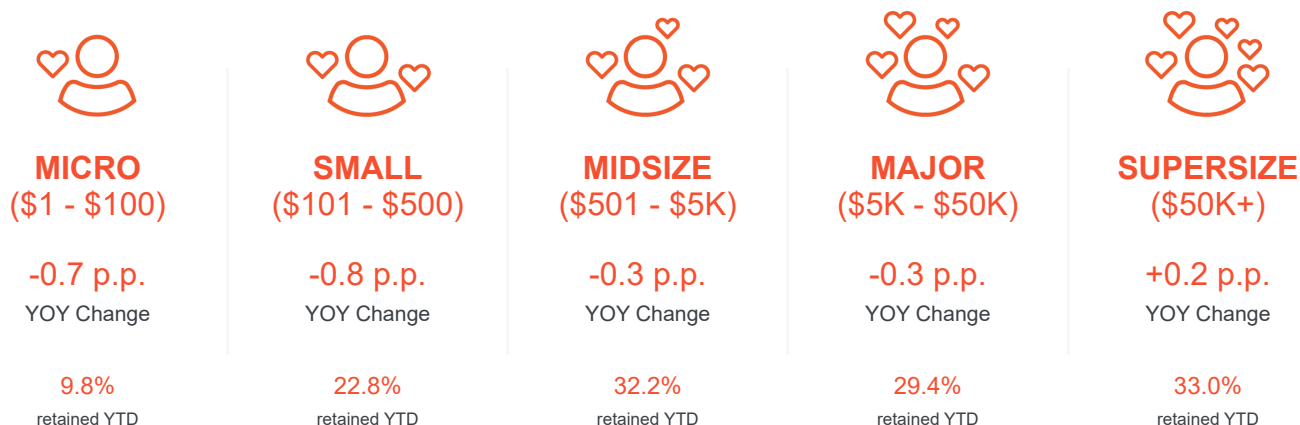 MICRO
($1 - $100)
-0.7 p.p.
YOY Change
9.8%
retained YTD
SMALL
($101 - $500)
-0.8 p.p.
YOY Change
22.8%
retained YTD
MIDSIZE
($501 - $5K)
-0.3 p.p.
YOY Change
32.2%
retained YTD
MAJOR
($5K - $50K)
-0.3 p.p.
YOY Change
29.4%
retained YTD
SUPERSIZE
($50K+)
+0.2 p.p.
YOY Change
33.0%
retained YTD